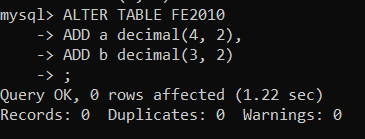 mysql> ALTER TABLE FE2010
    -> ADD a decimal(4, 2),
    -> ADD b decimal(3, 2)
    -> ;
Query OK, 0 rows affected (1.22 sec)
Records: 0  Duplicates: 0  Warnings: 0